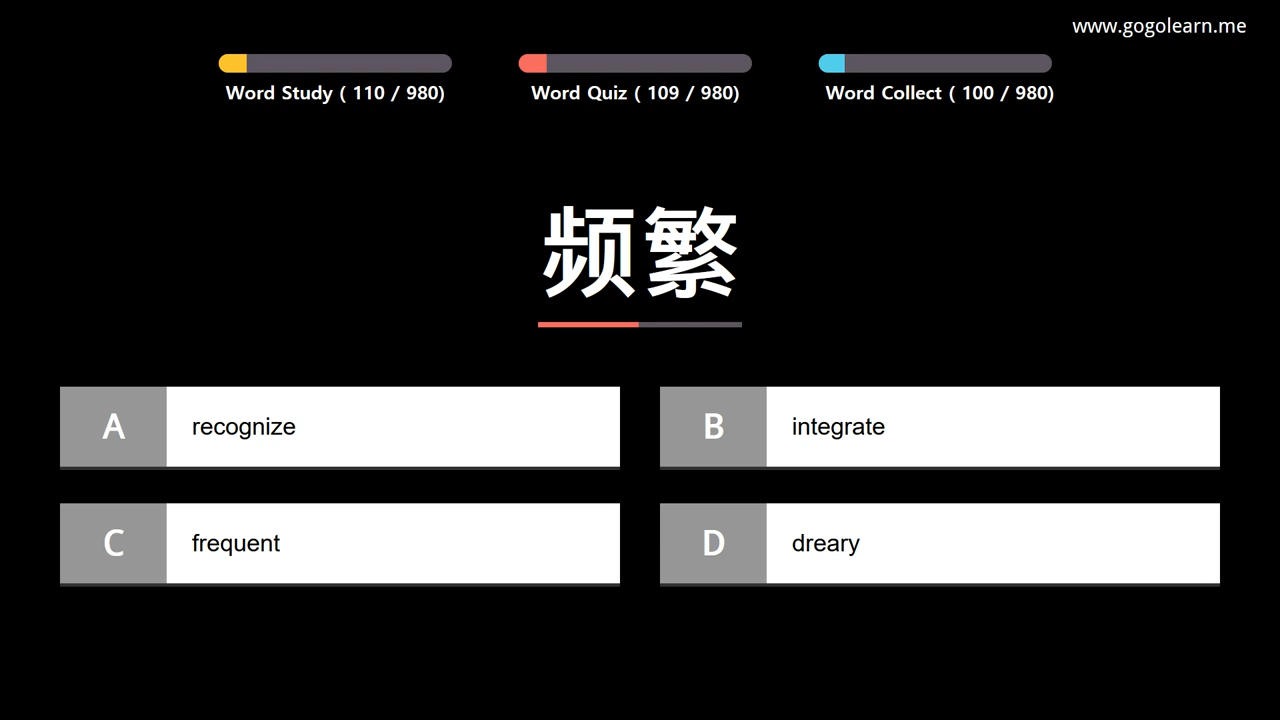 www.gogolearn.me
Word Study ( 110 / 980)
Word Quiz ( 109 / 980)
Word Collect ( 100 / 980)
频繁
A recognize
B integrate
C frequent
D dreary